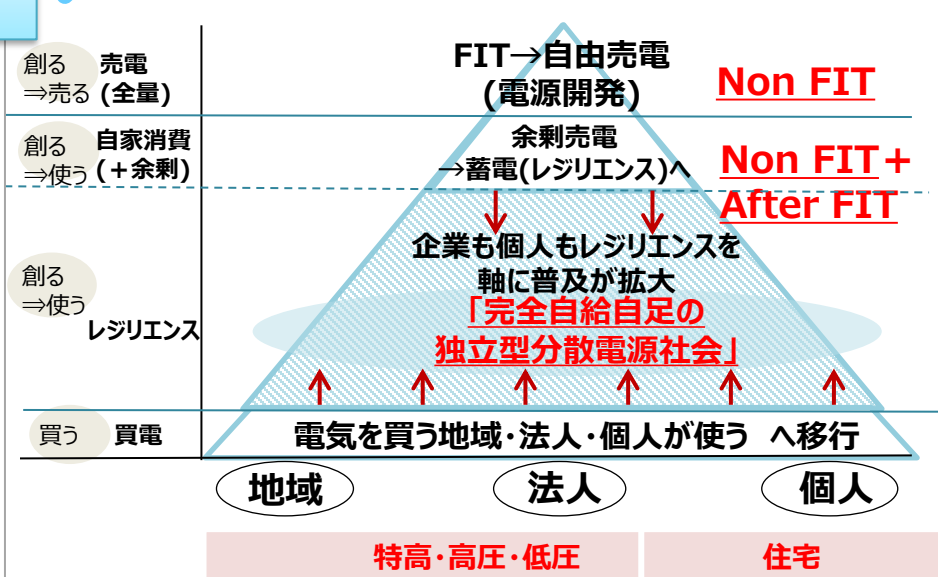 創る 売電
⇒売る (全量)
FIT→自由売電
(電源開発)
Non FIT
創る 自家消費
⇒使う (+余剰)
余剰売電
→蓄電(レジリエンス)へ
Non FIT+
After FIT
創る
⇒使う
レジリエンス
企業も個人もレジリエンスを
軸に普及が拡大
「完全自給自足の
独立型分散電源社会」
買う 買電
電気を買う地域・法人・個人が使う へ移行
地域 法人 個人
特高・高圧・低圧 住宅